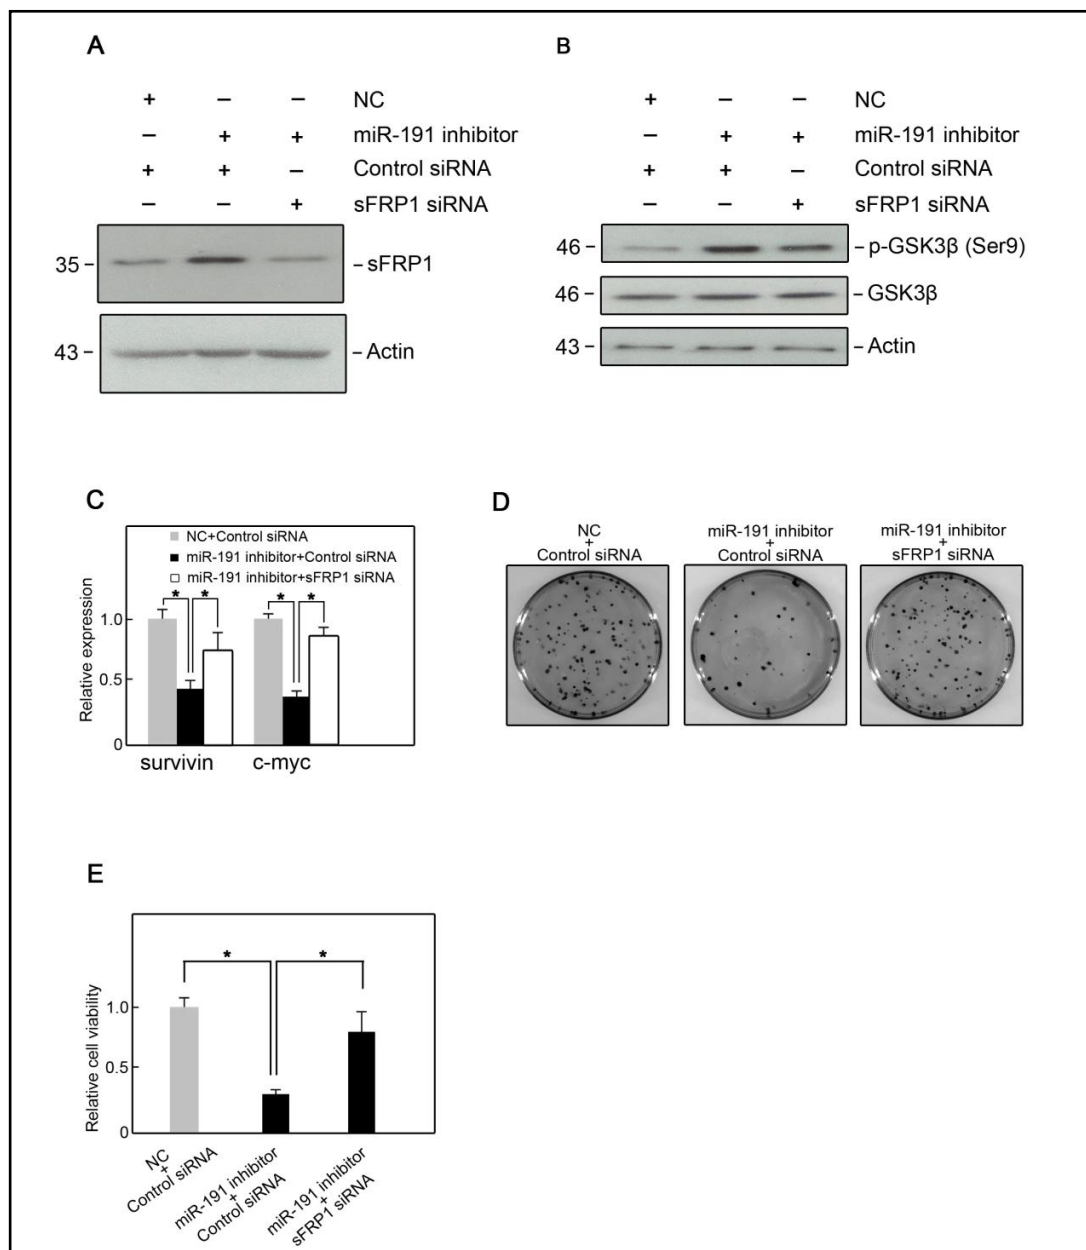 A
+ – – NC
– + + miR-191 inhibitor
+ + – Control siRNA
– – + sFRP1 siRNA
35 – – sFRP1
43 – – Actin
B
+ – – NC
– + + miR-191 inhibitor
+ + – Control siRNA
– – + sFRP1 siRNA
46 – – p-GSK3β (Ser9)
46 – – GSK3β
43 – – Actin
C
NC+Control siRNA
miR-191 inhibitor+Control siRNA
miR-191 inhibitor+sFRP1 siRNA
* * * *
Relative expression
1.0
0.5
0
survivin c-myc
D
NC
+
Control siRNA
miR-191 inhibitor
+
Control siRNA
miR-191 inhibitor
+
sFRP1 siRNA
E
* *
Relative cell viability
1.0
0.5
0
NC
+
Control siRNA
miR-191 inhibitor
+
Control siRNA
miR-191 inhibitor
+
sFRP1 siRNA